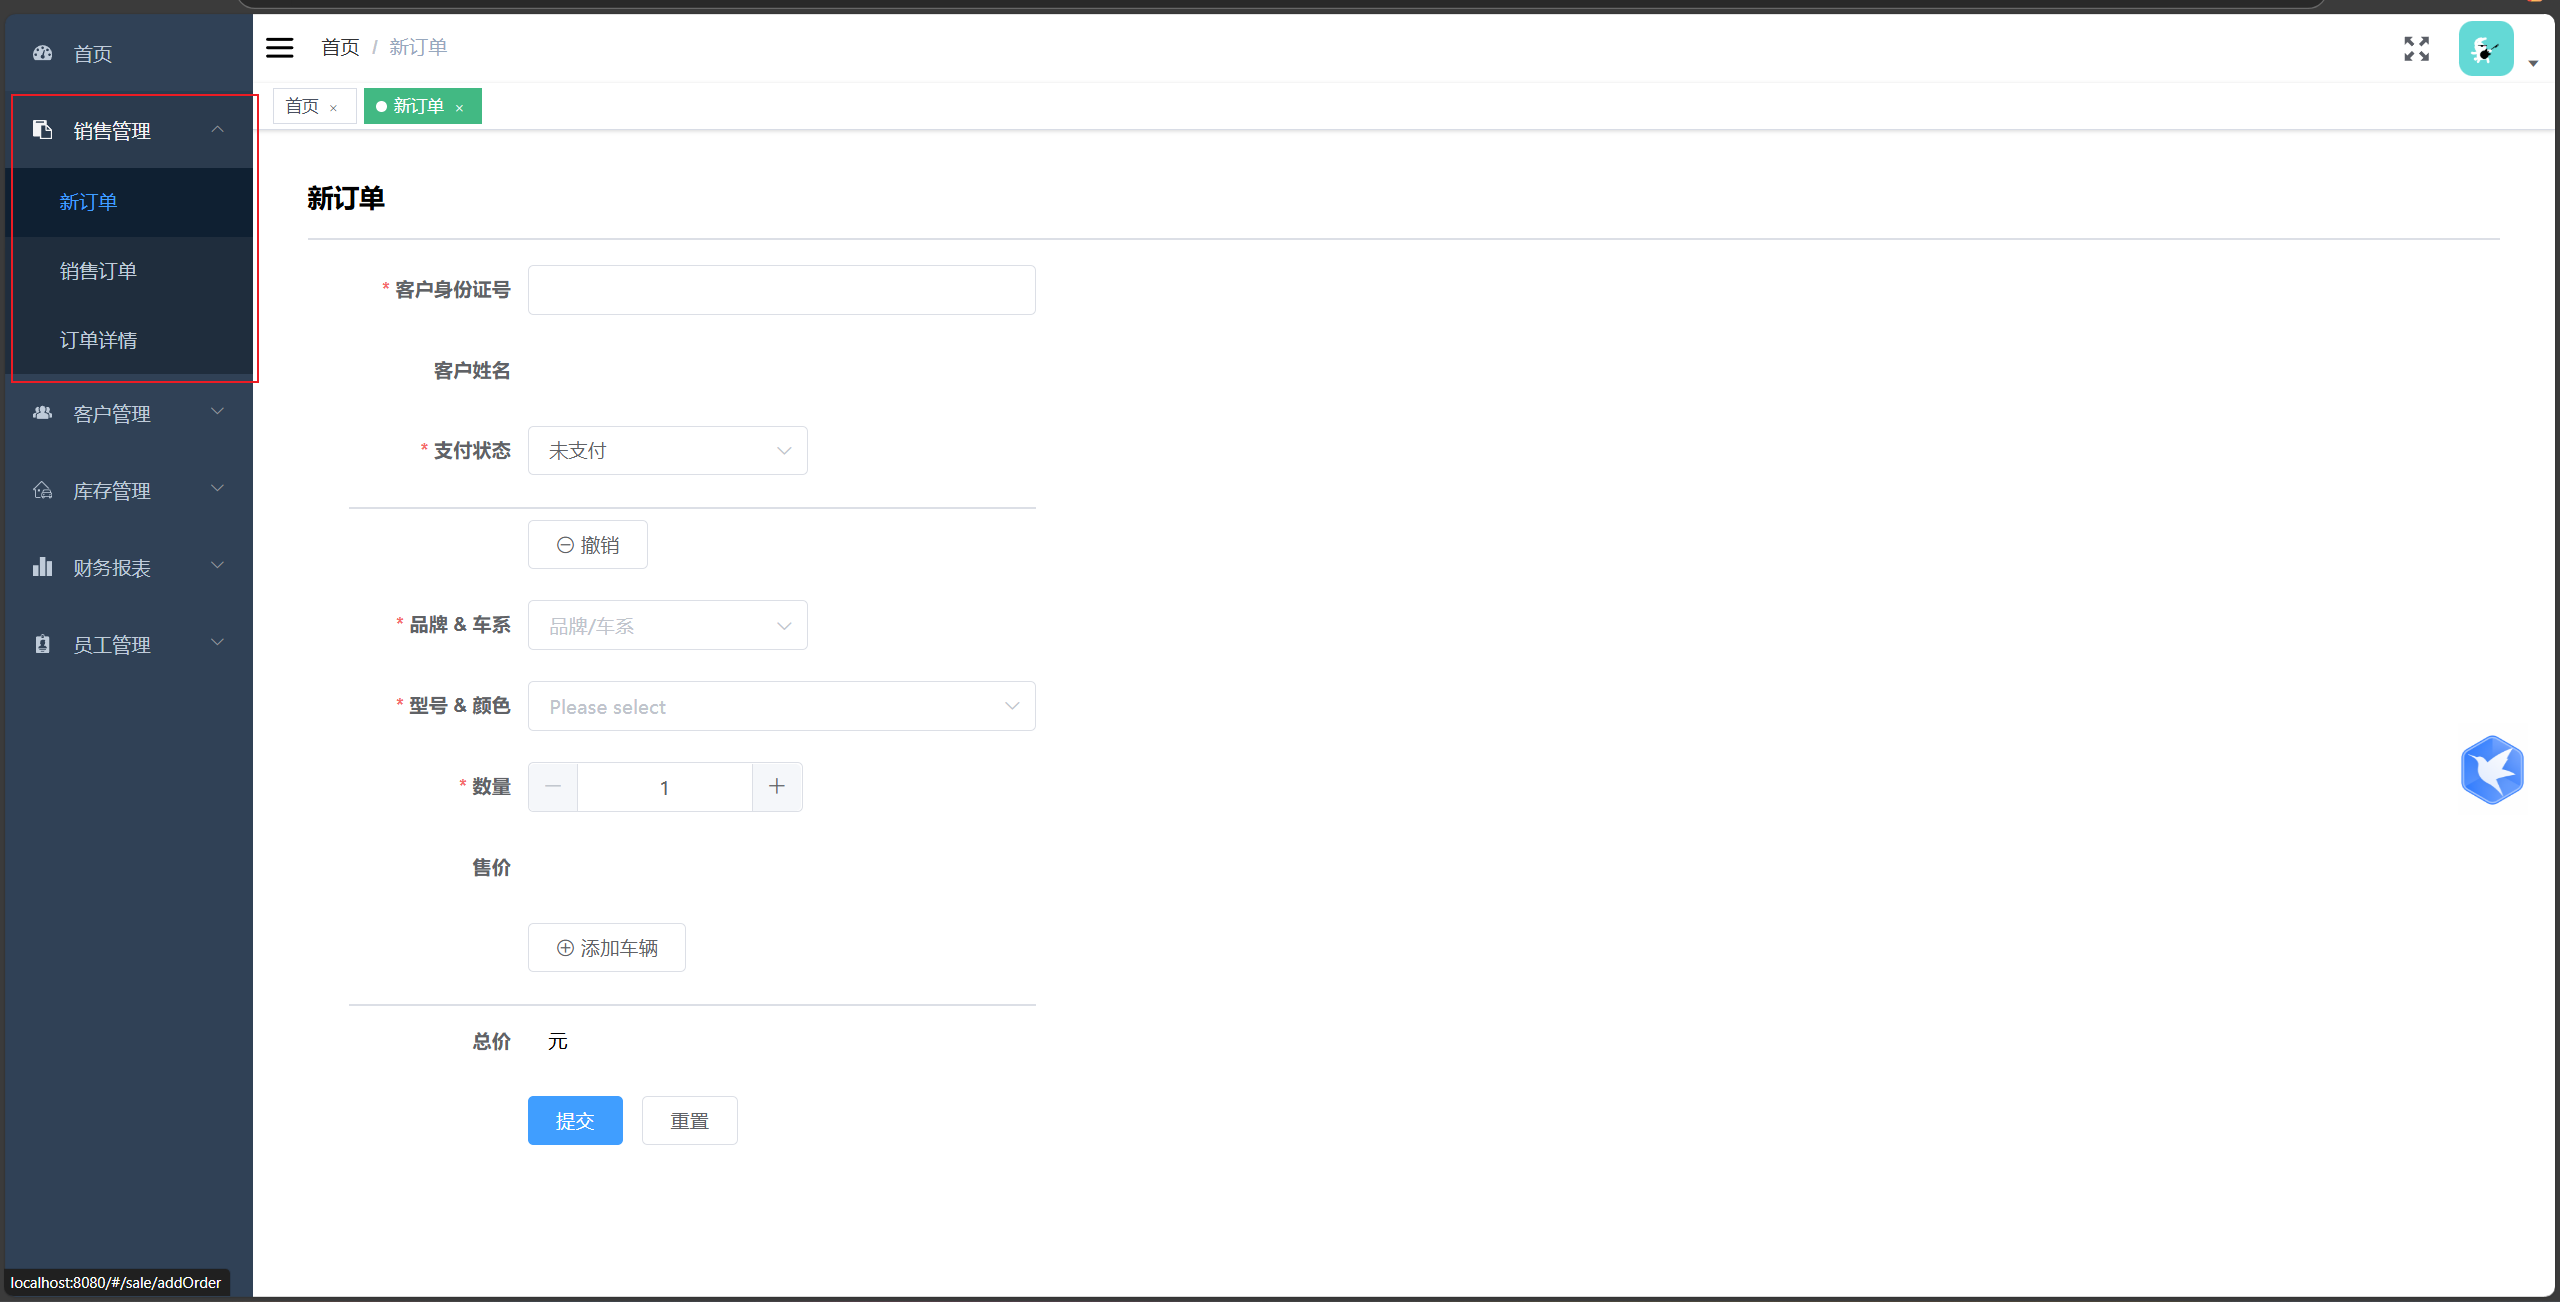 首页
销售管理
新订单
销售订单
订单详情
客户管理
库存管理
财务报表
员工管理
首页 / 新订单
首页 ×
新订单 ×
新订单
* 客户身份证号
客户姓名
* 支付状态 未支付
撤销
* 品牌 & 车系 品牌/车系
* 型号 & 颜色 Please select
* 数量 1
售价
添加车辆
总价 元
提交 重置
localhost:8080/#/sale/addOrder